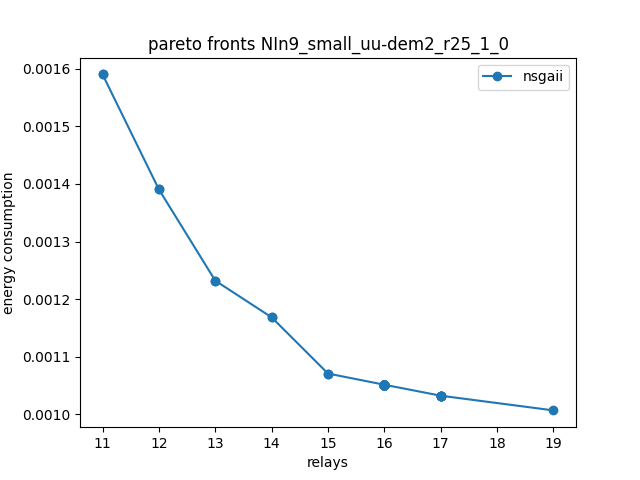 pareto fronts NIn9_small_uu-dem2_r25_1_0
nsgaii
0.0016
0.0015
0.0014
0.0013
0.0012
0.0011
0.0010
energy consumption
11 12 13 14 15 16 17 18 19
relays